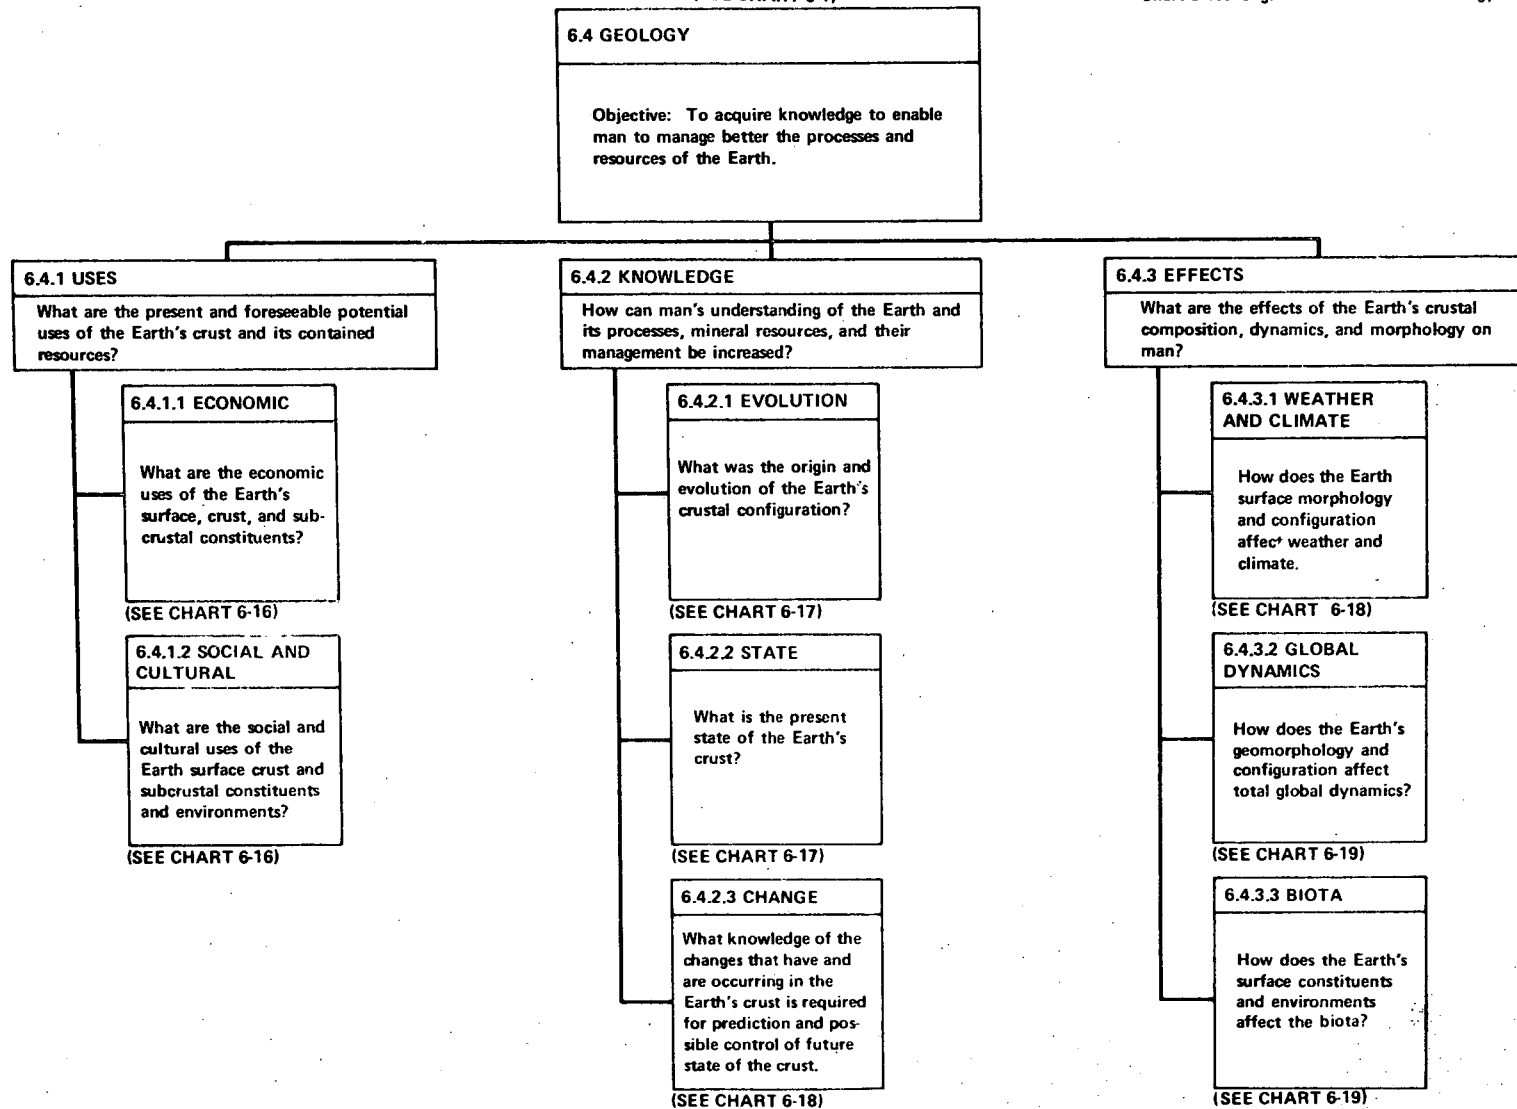 6.4 GEOLOGY
Objective: To acquire knowledge to enable
man to manage better the processes and
resources of the Earth.
6.4.1 USES
What are the present and foreseeable potential
uses of the Earth's crust and its contained
resources?
6.4.1.1 ECONOMIC
What are the economic
uses of the Earth's
surface, crust, and sub-
crustal constituents?
(SEE CHART 6-16)
6.4.1.2 SOCIAL AND
CULTURAL
What are the social and
cultural uses of the
Earth surface crust and
subcrustal constituents
and environments?
(SEE CHART 6-16)
6.4.2 KNOWLEDGE
How can man's understanding of the Earth and
its processes, mineral resources, and their
management be increased?
6.4.2.1 EVOLUTION
What was the origin and
evolution of the Earth's
crustal configuration?
(SEE CHART 6-17)
6.4.2.2 STATE
What is the present
state of the Earth's
crust?
(SEE CHART 6-17)
6.4.2.3 CHANGE
What knowledge of the
changes that have and
are occurring in the
Earth's crust is required
for prediction and pos-
sible control of future
state of the crust.
(SEE CHART 6-18)
6.4.3 EFFECTS
What are the effects of the Earth's crustal
composition, dynamics, and morphology on
man?
6.4.3.1 WEATHER
AND CLIMATE
How does the Earth
surface morphology
and configuration
affect weather and
climate.
(SEE CHART 6-18)
6.4.3.2 GLOBAL
DYNAMICS
How does the Earth's
geomorphology and
configuration affect
total global dynamics?
(SEE CHART 6-19)
6.4.3.3 BIOTA
How does the Earth's
surface constituents
and environments
affect the biota?
(SEE CHART 6-19)